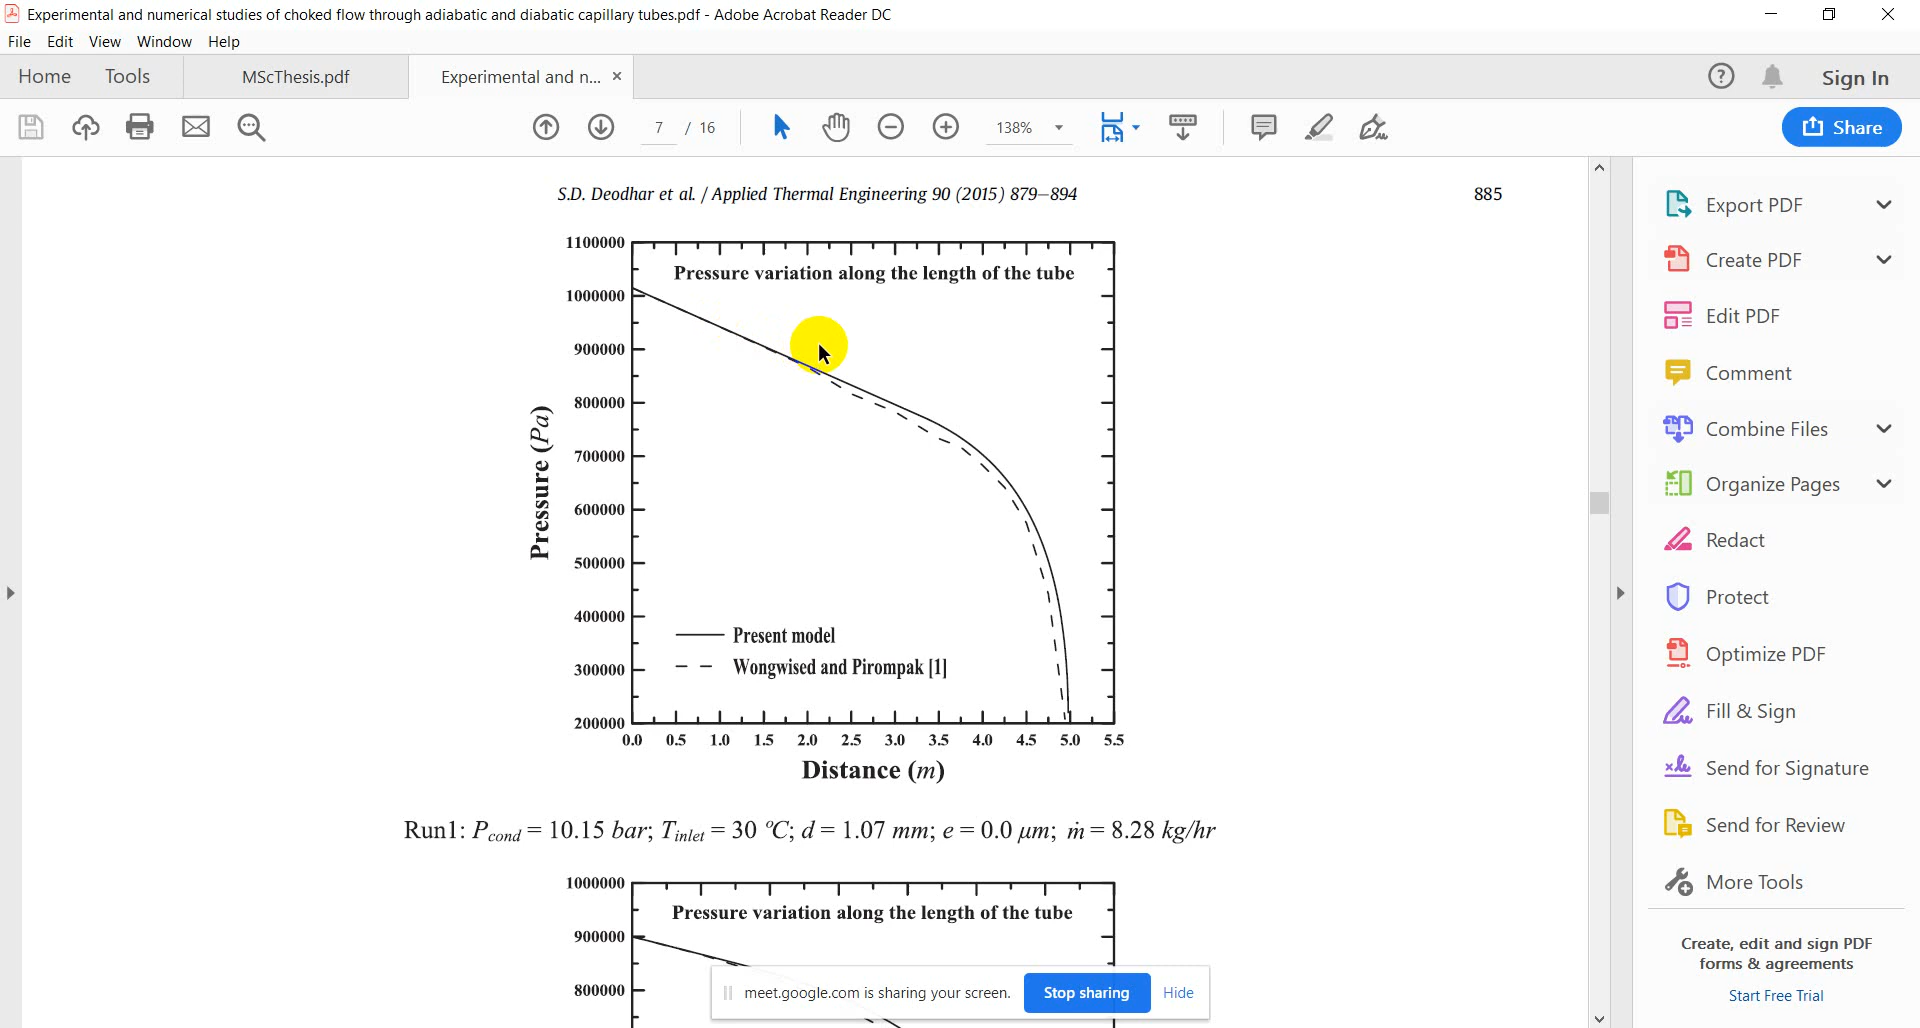 Experimental and numerical studies of choked flow through adiabatic and diabatic capillary tubes.pdf - Adobe Acrobat Reader DC
File Edit View Window Help
Home Tools MScThesis.pdf Experimental and n... × Sign In
7 / 16 138% Share
S.D. Deodhar et al. / Applied Thermal Engineering 90 (2015) 879–894 885
1100000
Pressure variation along the length of the tube
1000000
900000
800000
700000
600000
500000
400000
300000
200000
Pressure (Pa)
Present model
Wongwised and Pirompak [1]
0.0 0.5 1.0 1.5 2.0 2.5 3.0 3.5 4.0 4.5 5.0 5.5
Distance (m)
Run1: Pcond = 10.15 bar; Tinlet = 30 °C; d = 1.07 mm; e = 0.0 μm; ṁ = 8.28 kg/hr
1000000
Pressure variation along the length of the tube
900000
800000
meet.google.com is sharing your screen. Stop sharing Hide
Export PDF
Create PDF
Edit PDF
Comment
Combine Files
Organize Pages
Redact
Protect
Optimize PDF
Fill & Sign
Send for Signature
Send for Review
More Tools
Create, edit and sign PDF
forms & agreements
Start Free Trial